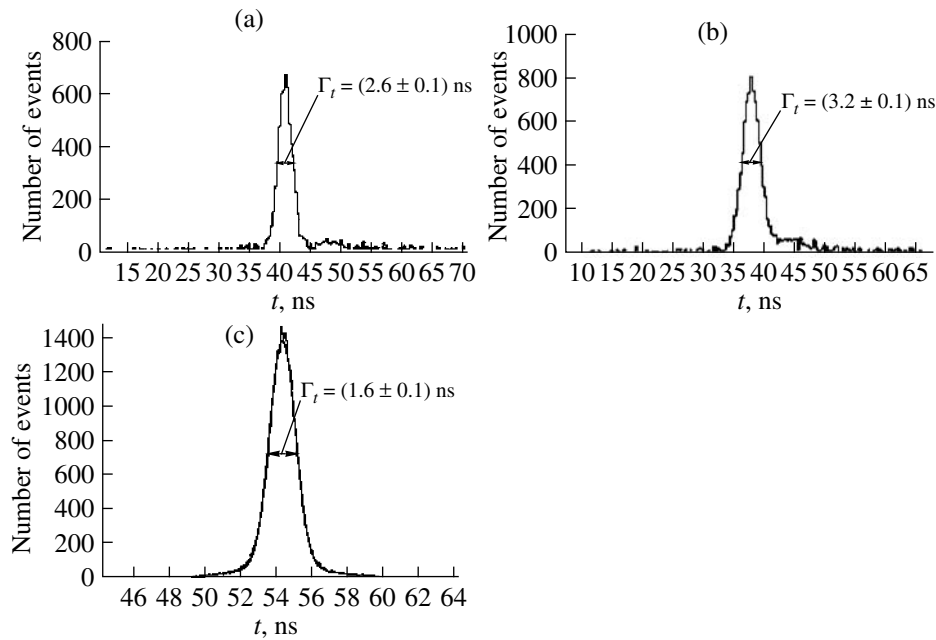 (a)
Number of events
800
600
400
200
0
Γt = (2.6 ± 0.1) ns
15 20 25 30 35 40 45 50 55 60 65 70
t, ns
(b)
Number of events
1000
800
600
400
200
0
Γt = (3.2 ± 0.1) ns
10 15 20 25 30 35 40 45 50 55 60 65
t, ns
(c)
Number of events
1400
1200
1000
800
600
400
200
0
Γt = (1.6 ± 0.1) ns
46 48 50 52 54 56 58 60 62 64
t, ns